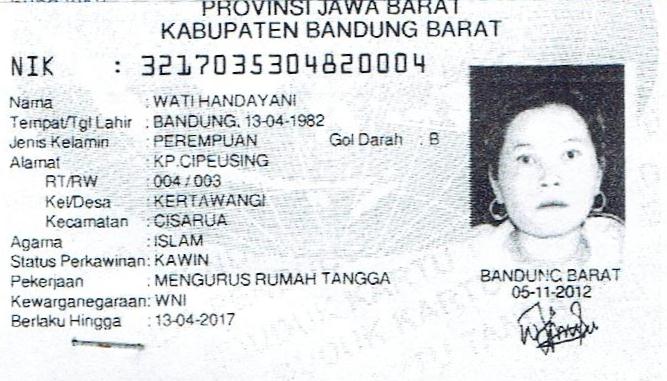 PROVINSI JAWA BARAT
KABUPATEN BANDUNG BARAT
NIK : 3217035304820004
Nama : WATI HANDAYANI
Tempat/Tgl Lahir : BANDUNG, 13-04-1982
Jenis Kelamin : PEREMPUAN Gol Darah : B
Alamat : KP.CIPEUSING
RT/RW : 004 / 003
Kel/Desa : KERTAWANGI
Kecamatan : CISARUA
Agama : ISLAM
Status Perkawinan: KAWIN
Pekerjaan : MENGURUS RUMAH TANGGA
Kewarganegaraan: WNI
Berlaku Hingga : 13-04-2017
BANDUNG BARAT
05-11-2012